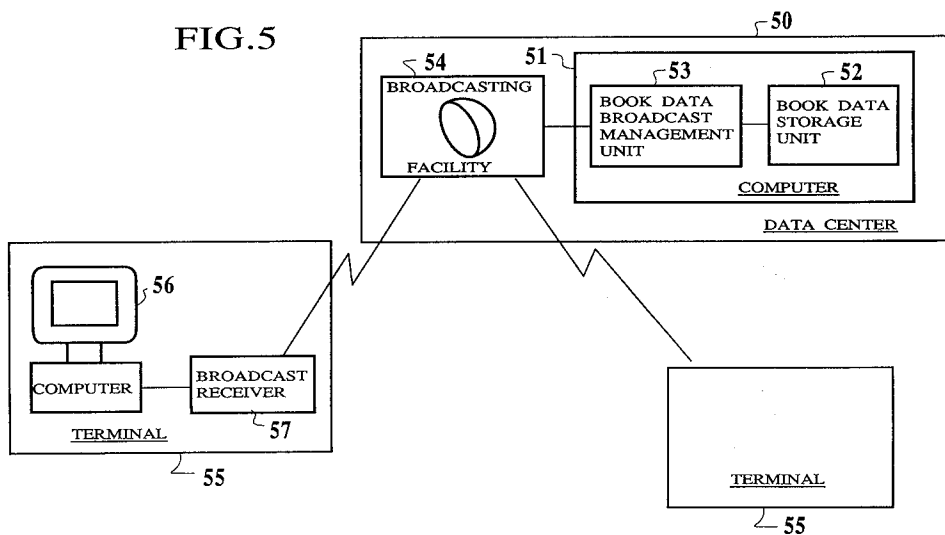 FIG.5
50
51
54
53
52
BROADCASTING
FACILITY
BOOK DATA
BROADCAST
MANAGEMENT
UNIT
BOOK DATA
STORAGE
UNIT
COMPUTER
DATA CENTER
56
COMPUTER
BROADCAST
RECEIVER
57
TERMINAL
55
TERMINAL
55